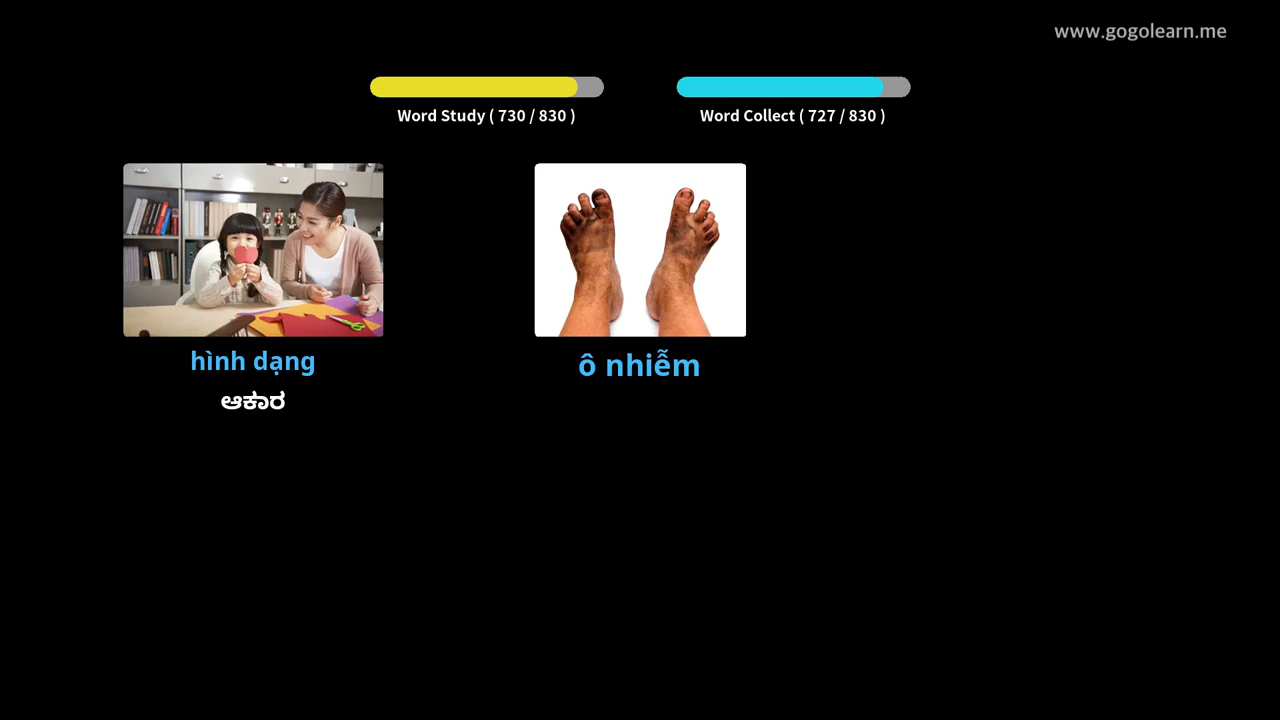 www.gogolearn.me
Word Study ( 730 / 830 )
Word Collect ( 727 / 830 )
hình dạng
ಆಕಾರ
ô nhiễm